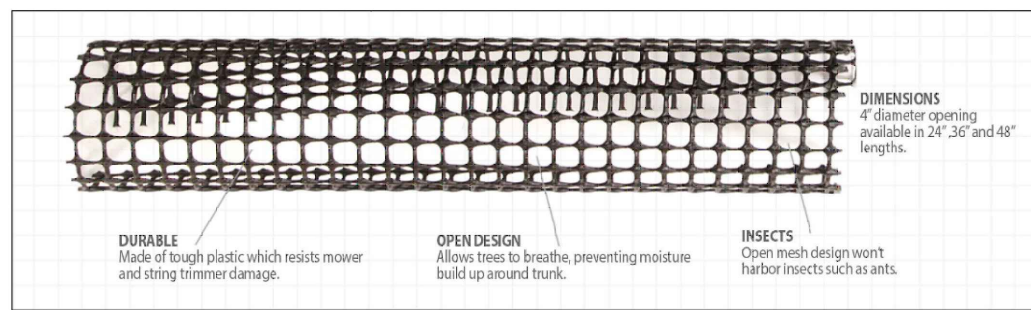 DIMENSIONS
4" diameter opening
available in 24",36" and 48"
lengths.
DURABLE
Made of tough plastic which resists mower
and string trimmer damage.
OPEN DESIGN
Allows trees to breathe, preventing moisture
build up around trunk.
INSECTS
Open mesh design won't
harbor insects such as ants.